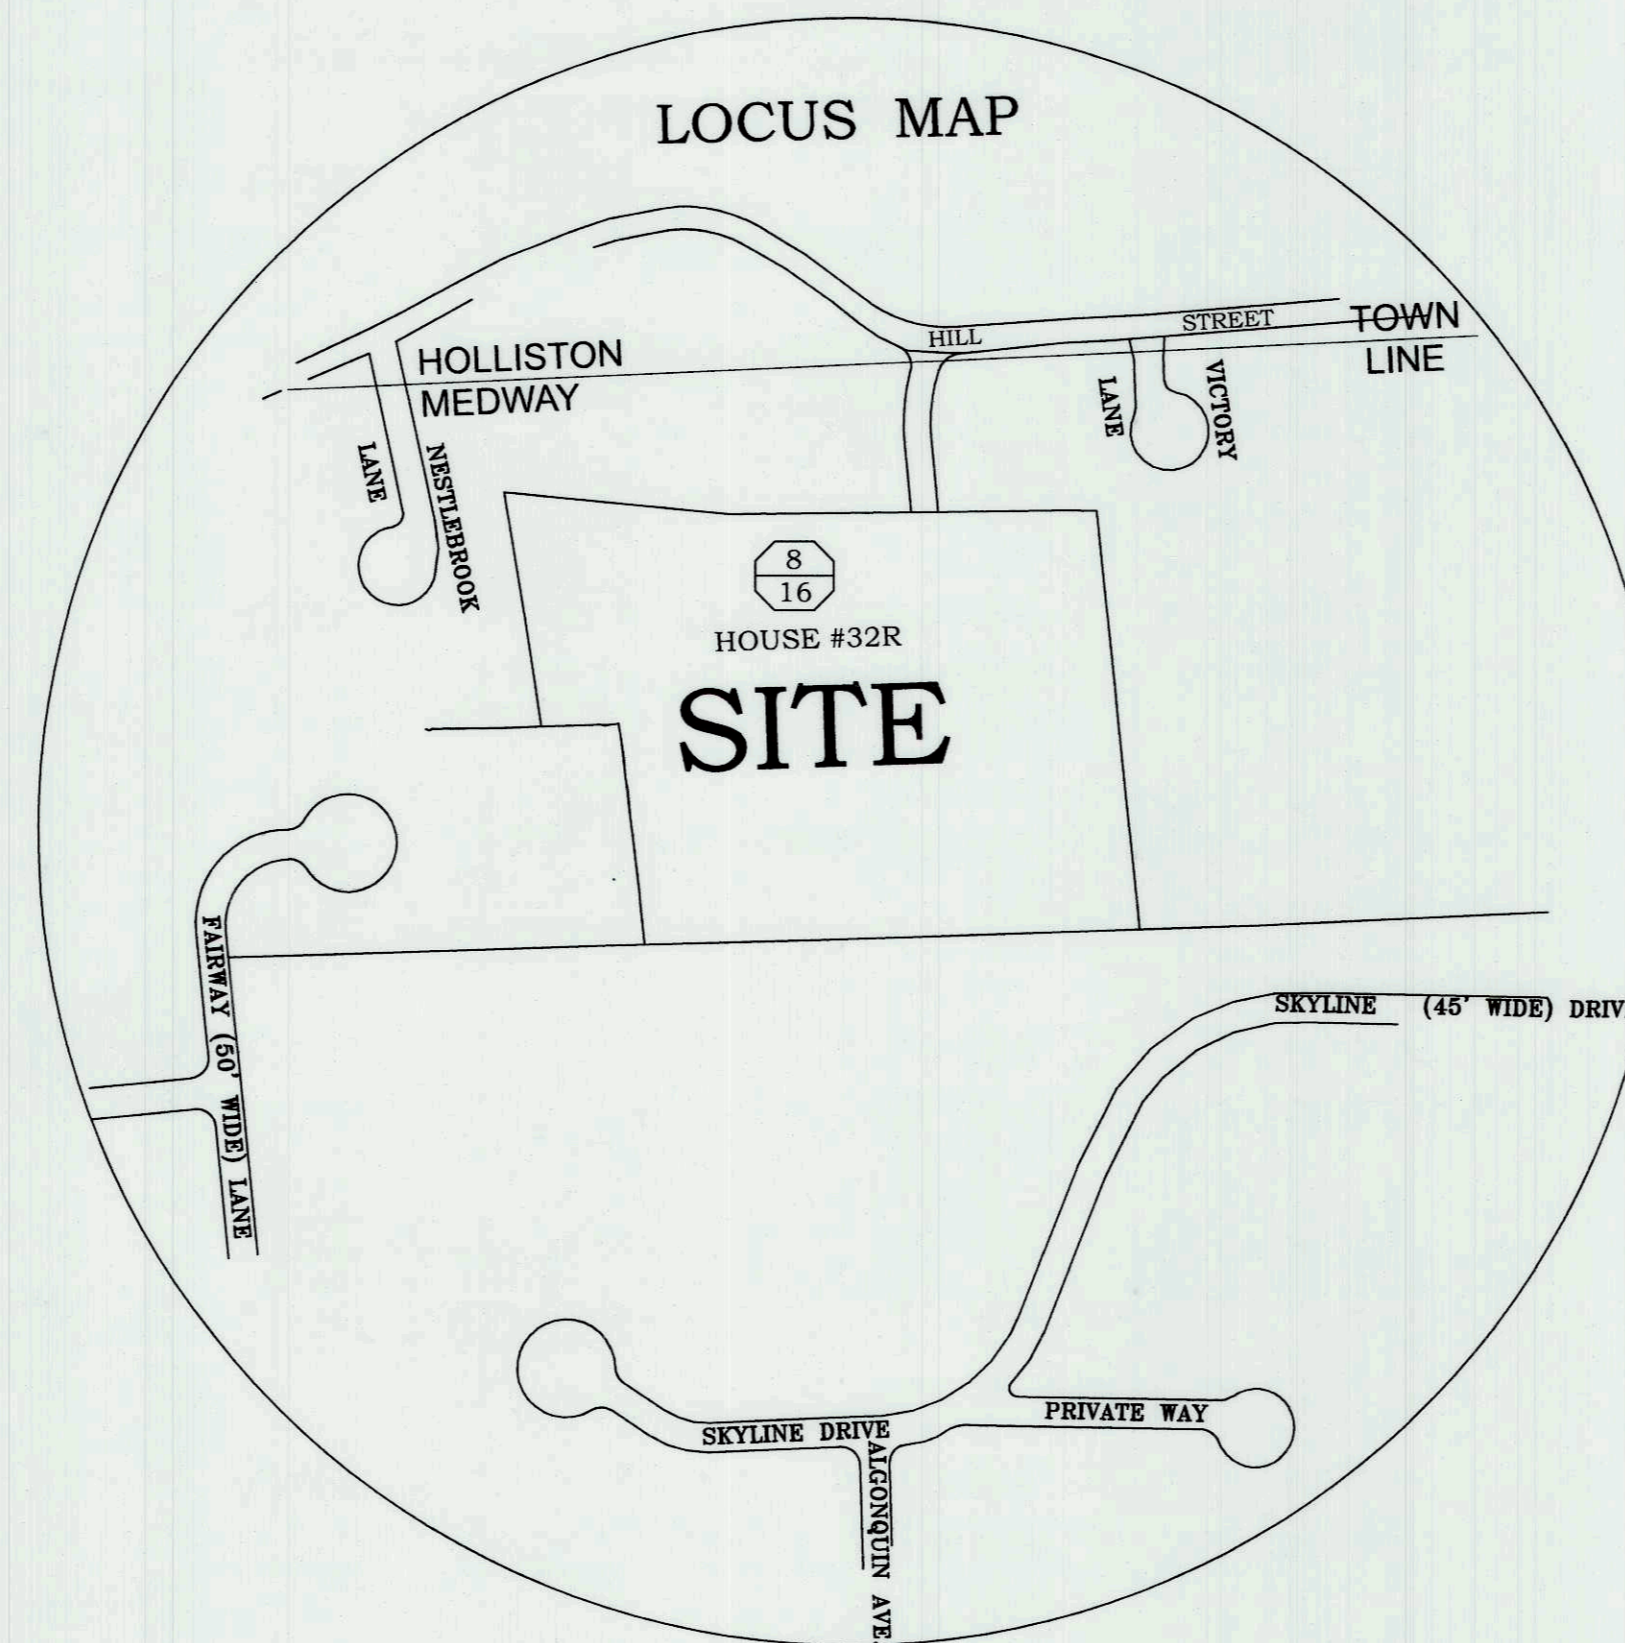 LOCUS MAP
HILL STREET
TOWN
LINE
HOLLISTON
MEDWAY
LANE
NESTLEBROOK
LANE
VICTORY
8
16
HOUSE #32R
SITE
FAIRWAY (50' WIDE) LANE
SKYLINE (45' WIDE) DRIV
PRIVATE WAY
SKYLINE DRIVE
ALGONQUIN AVE.